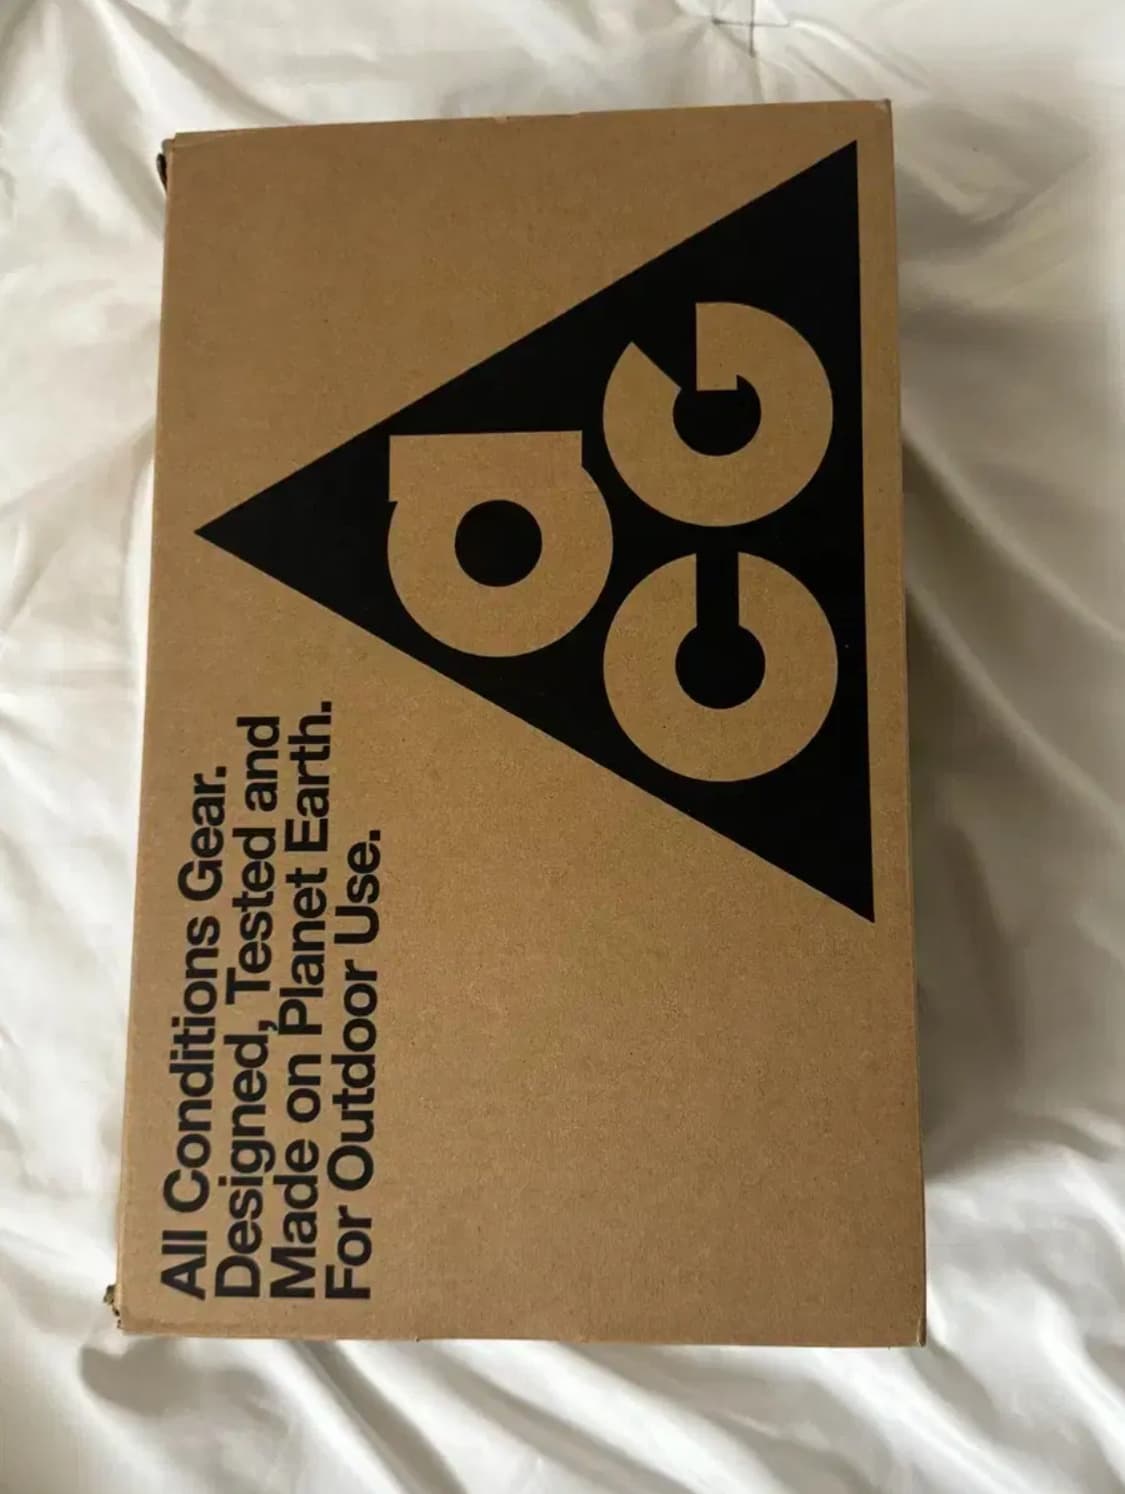 All Conditions Gear.
Designed, Tested and
Made on Planet Earth.
For Outdoor Use.
acG